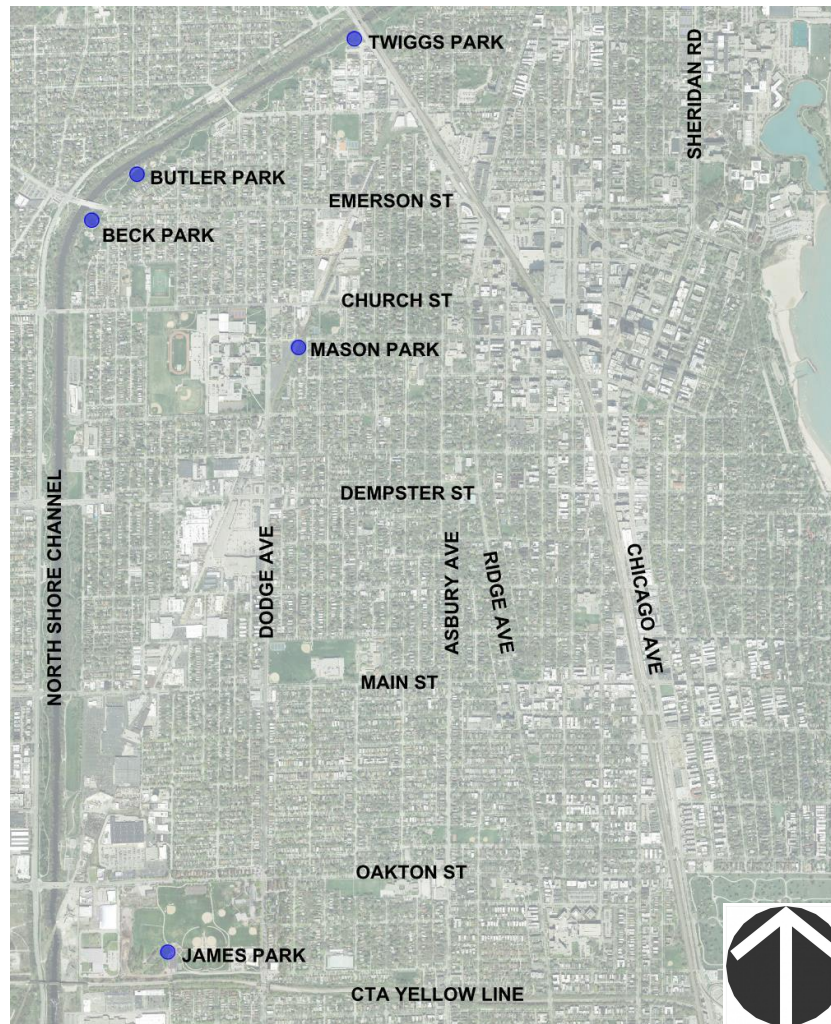 TWIGGS PARK
SHERIDAN RD
BUTLER PARK
EMERSON ST
BECK PARK
CHURCH ST
MASON PARK
DEMPSTER ST
NORTH SHORE CHANNEL
DODGE AVE
ASBURY AVE
RIDGE AVE
CHICAGO AVE
MAIN ST
OAKTON ST
JAMES PARK
CTA YELLOW LINE